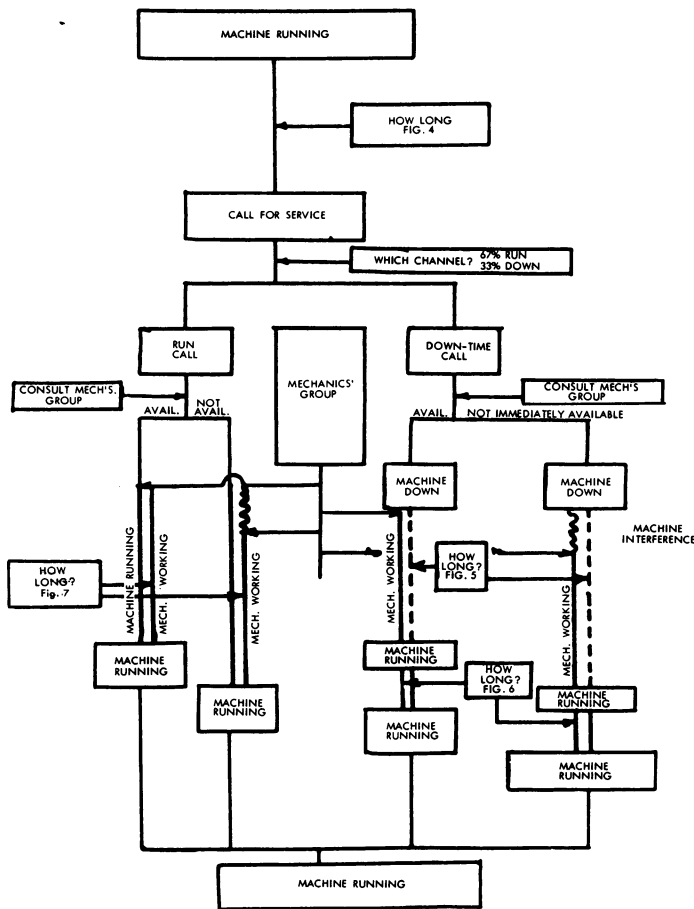 MACHINE RUNNING
HOW LONG
FIG. 4
CALL FOR SERVICE
WHICH CHANNEL? 67% RUN
33% DOWN
RUN
CALL
MECHANICS'
GROUP
DOWN-TIME
CALL
CONSULT MECH'S.
GROUP
CONSULT MECH'S
GROUP
AVAIL.
NOT
AVAIL.
AVAIL.
NOT IMMEDIATELY AVAILABLE
MACHINE
DOWN
MACHINE
DOWN
MACHINE
INTERFERENCE
HOW
LONG?
FIG. 5
HOW
LONG?
Fig. 7
MACHINE RUNNING
MECH. WORKING
MECH. WORKING
MECH. WORKING
MECH. WORKING
MACHINE
RUNNING
MACHINE
RUNNING
MACHINE
RUNNING
HOW
LONG?
FIG. 6
MACHINE
RUNNING
MACHINE
RUNNING
MACHINE
RUNNING
MACHINE RUNNING